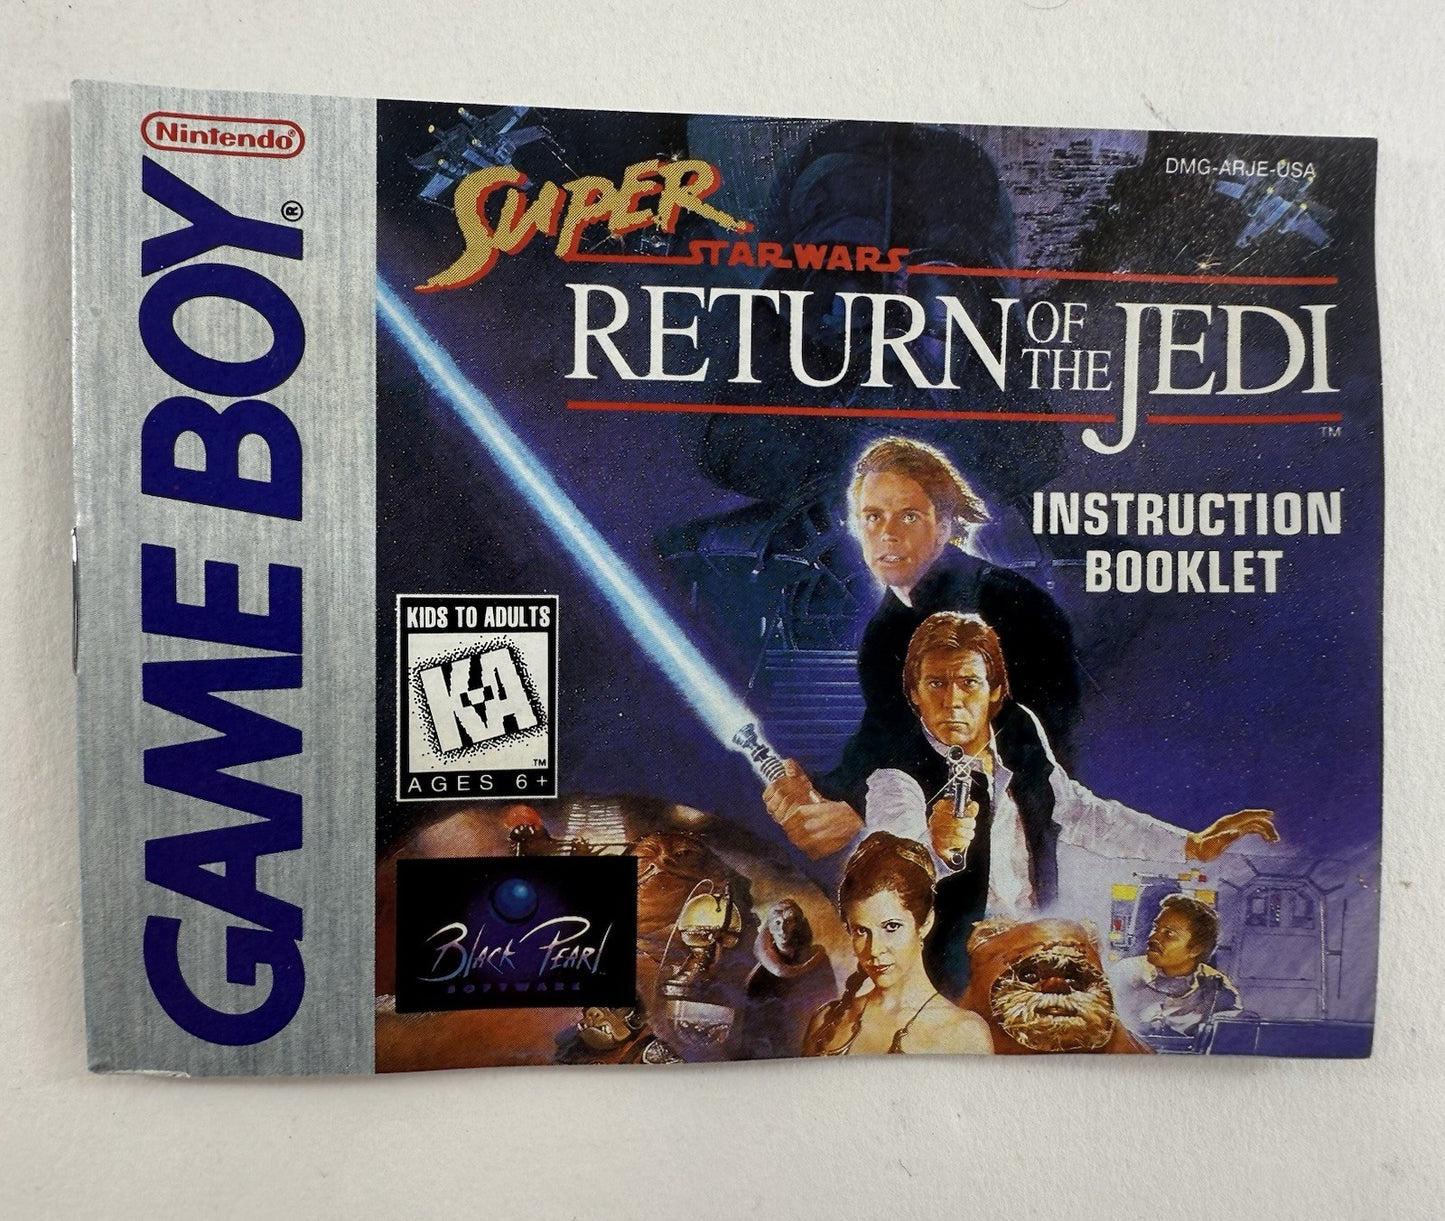 Nintendo®
GAME BOY®
DMG-ARJE-USA
SUPER
STAR WARS
RETURN OF THE JEDI
TM
INSTRUCTION
BOOKLET
KIDS TO ADULTS
K-A
TM
AGES 6+
BLACK PEARL
SOFTWARE